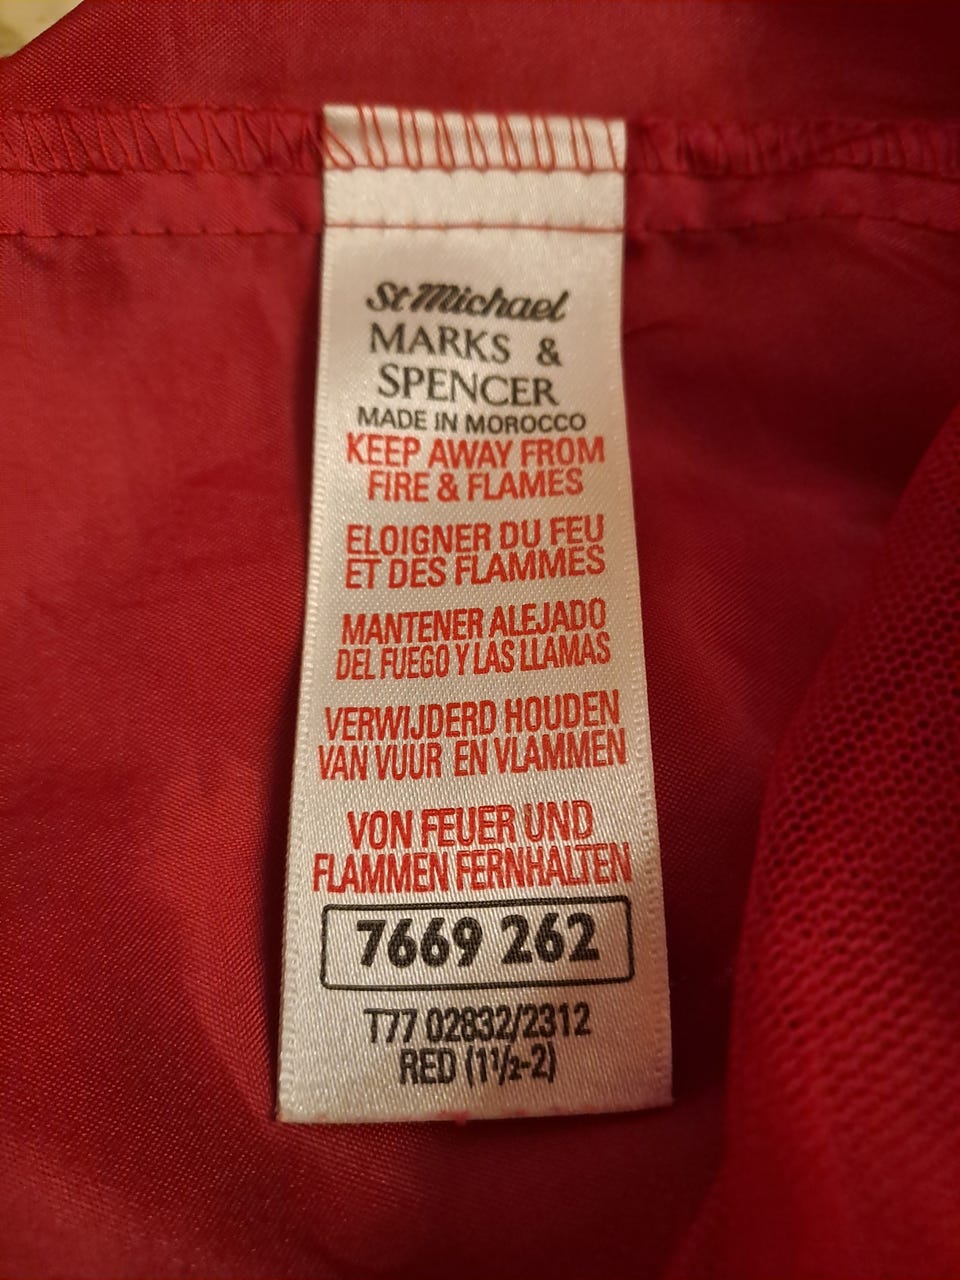 St Michael
MARKS &
SPENCER
MADE IN MOROCCO
KEEP AWAY FROM
FIRE & FLAMES
ELOIGNER DU FEU
ET DES FLAMMES
MANTENER ALEJADO
DEL FUEGO Y LAS LLAMAS
VERWIJDERD HOUDEN
VAN VUUR EN VLAMMEN
VON FEUER UND
FLAMMEN FERNHALTEN
7669 262
T77 02832/2312
RED (1½-2)